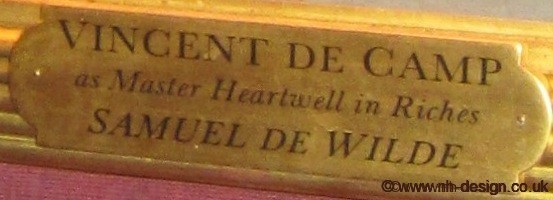 VINCENT DE CAMP
as Master Heartwell in Riches
SAMUEL DE WILDE
©www.nh-design.co.uk